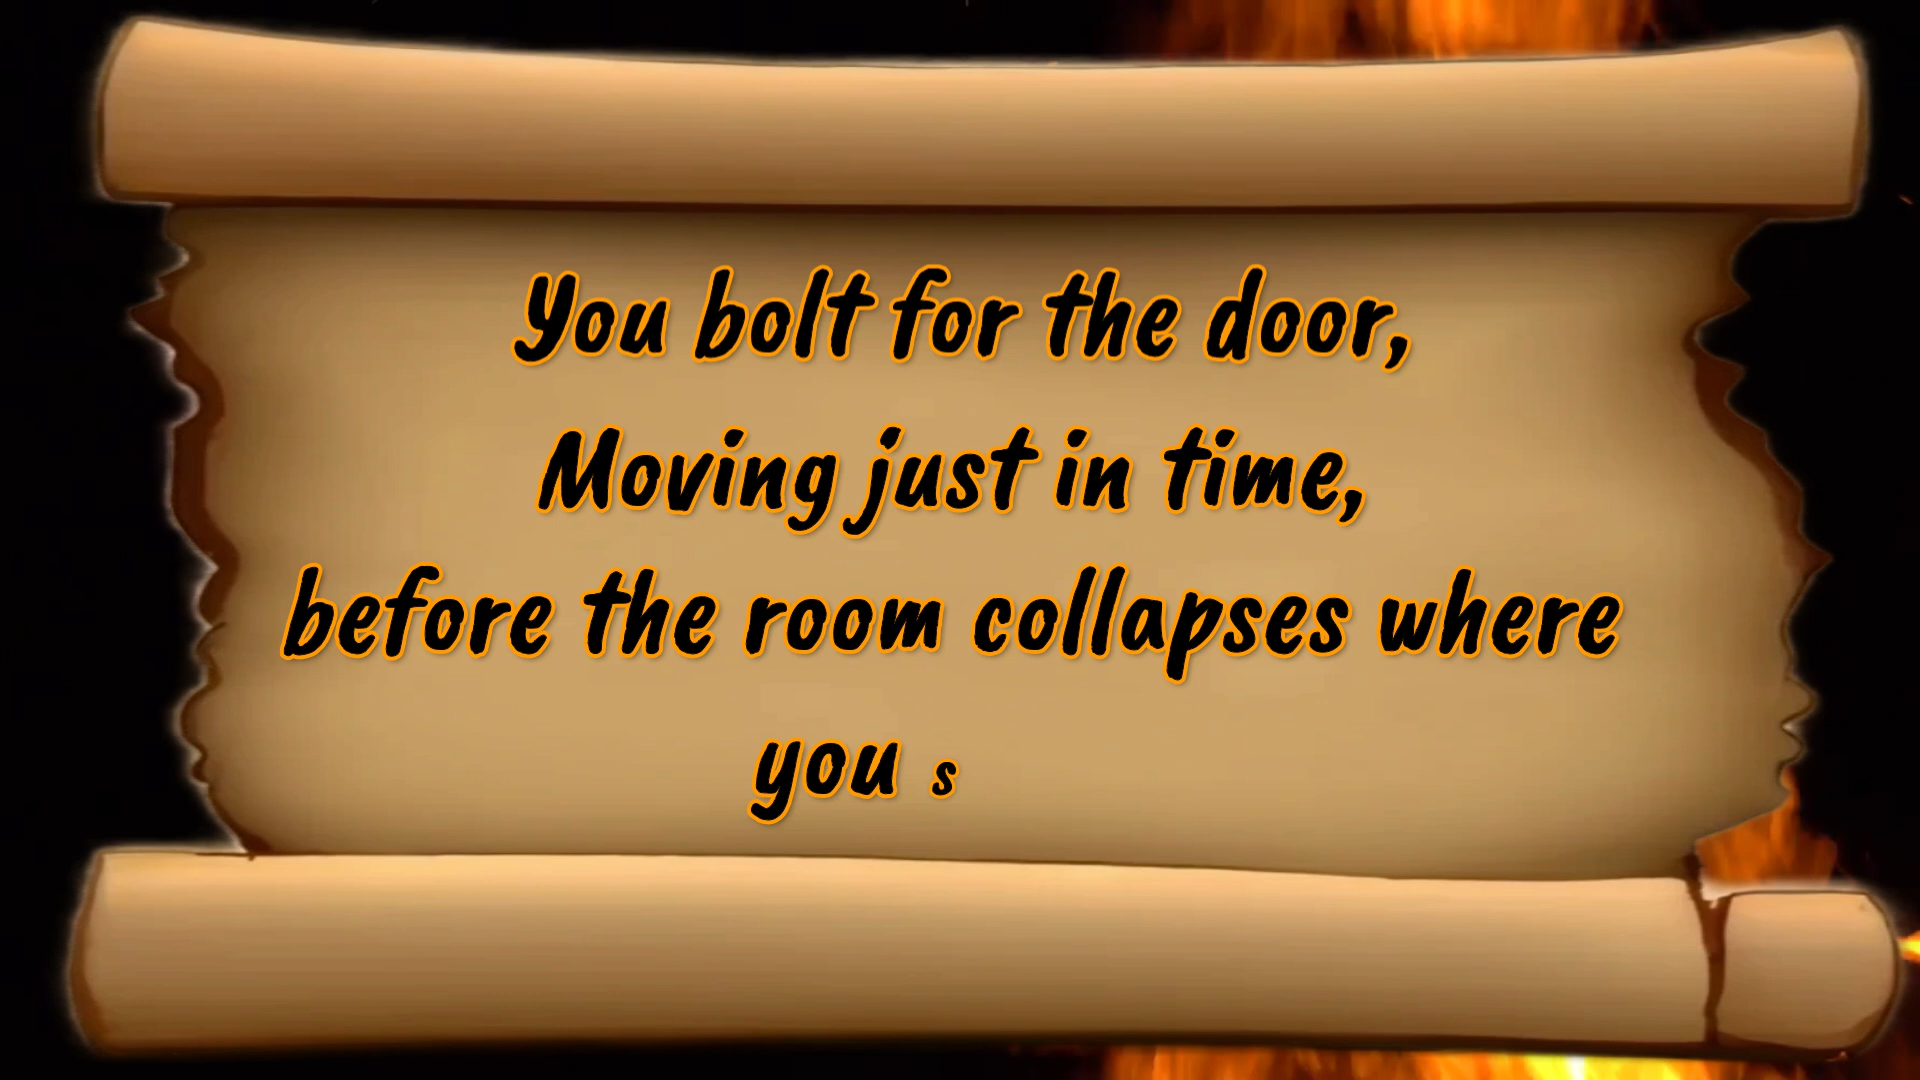 You bolt for the door,
Moving just in time,
before the room collapses where
you s